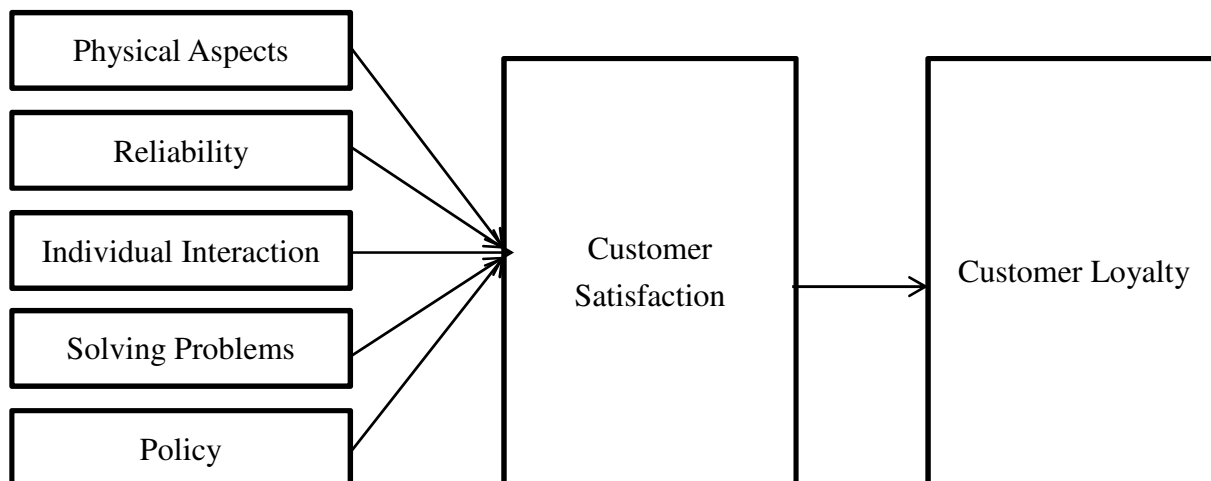 Physical Aspects
Reliability
Individual Interaction
Solving Problems
Policy
Customer
Satisfaction
Customer Loyalty